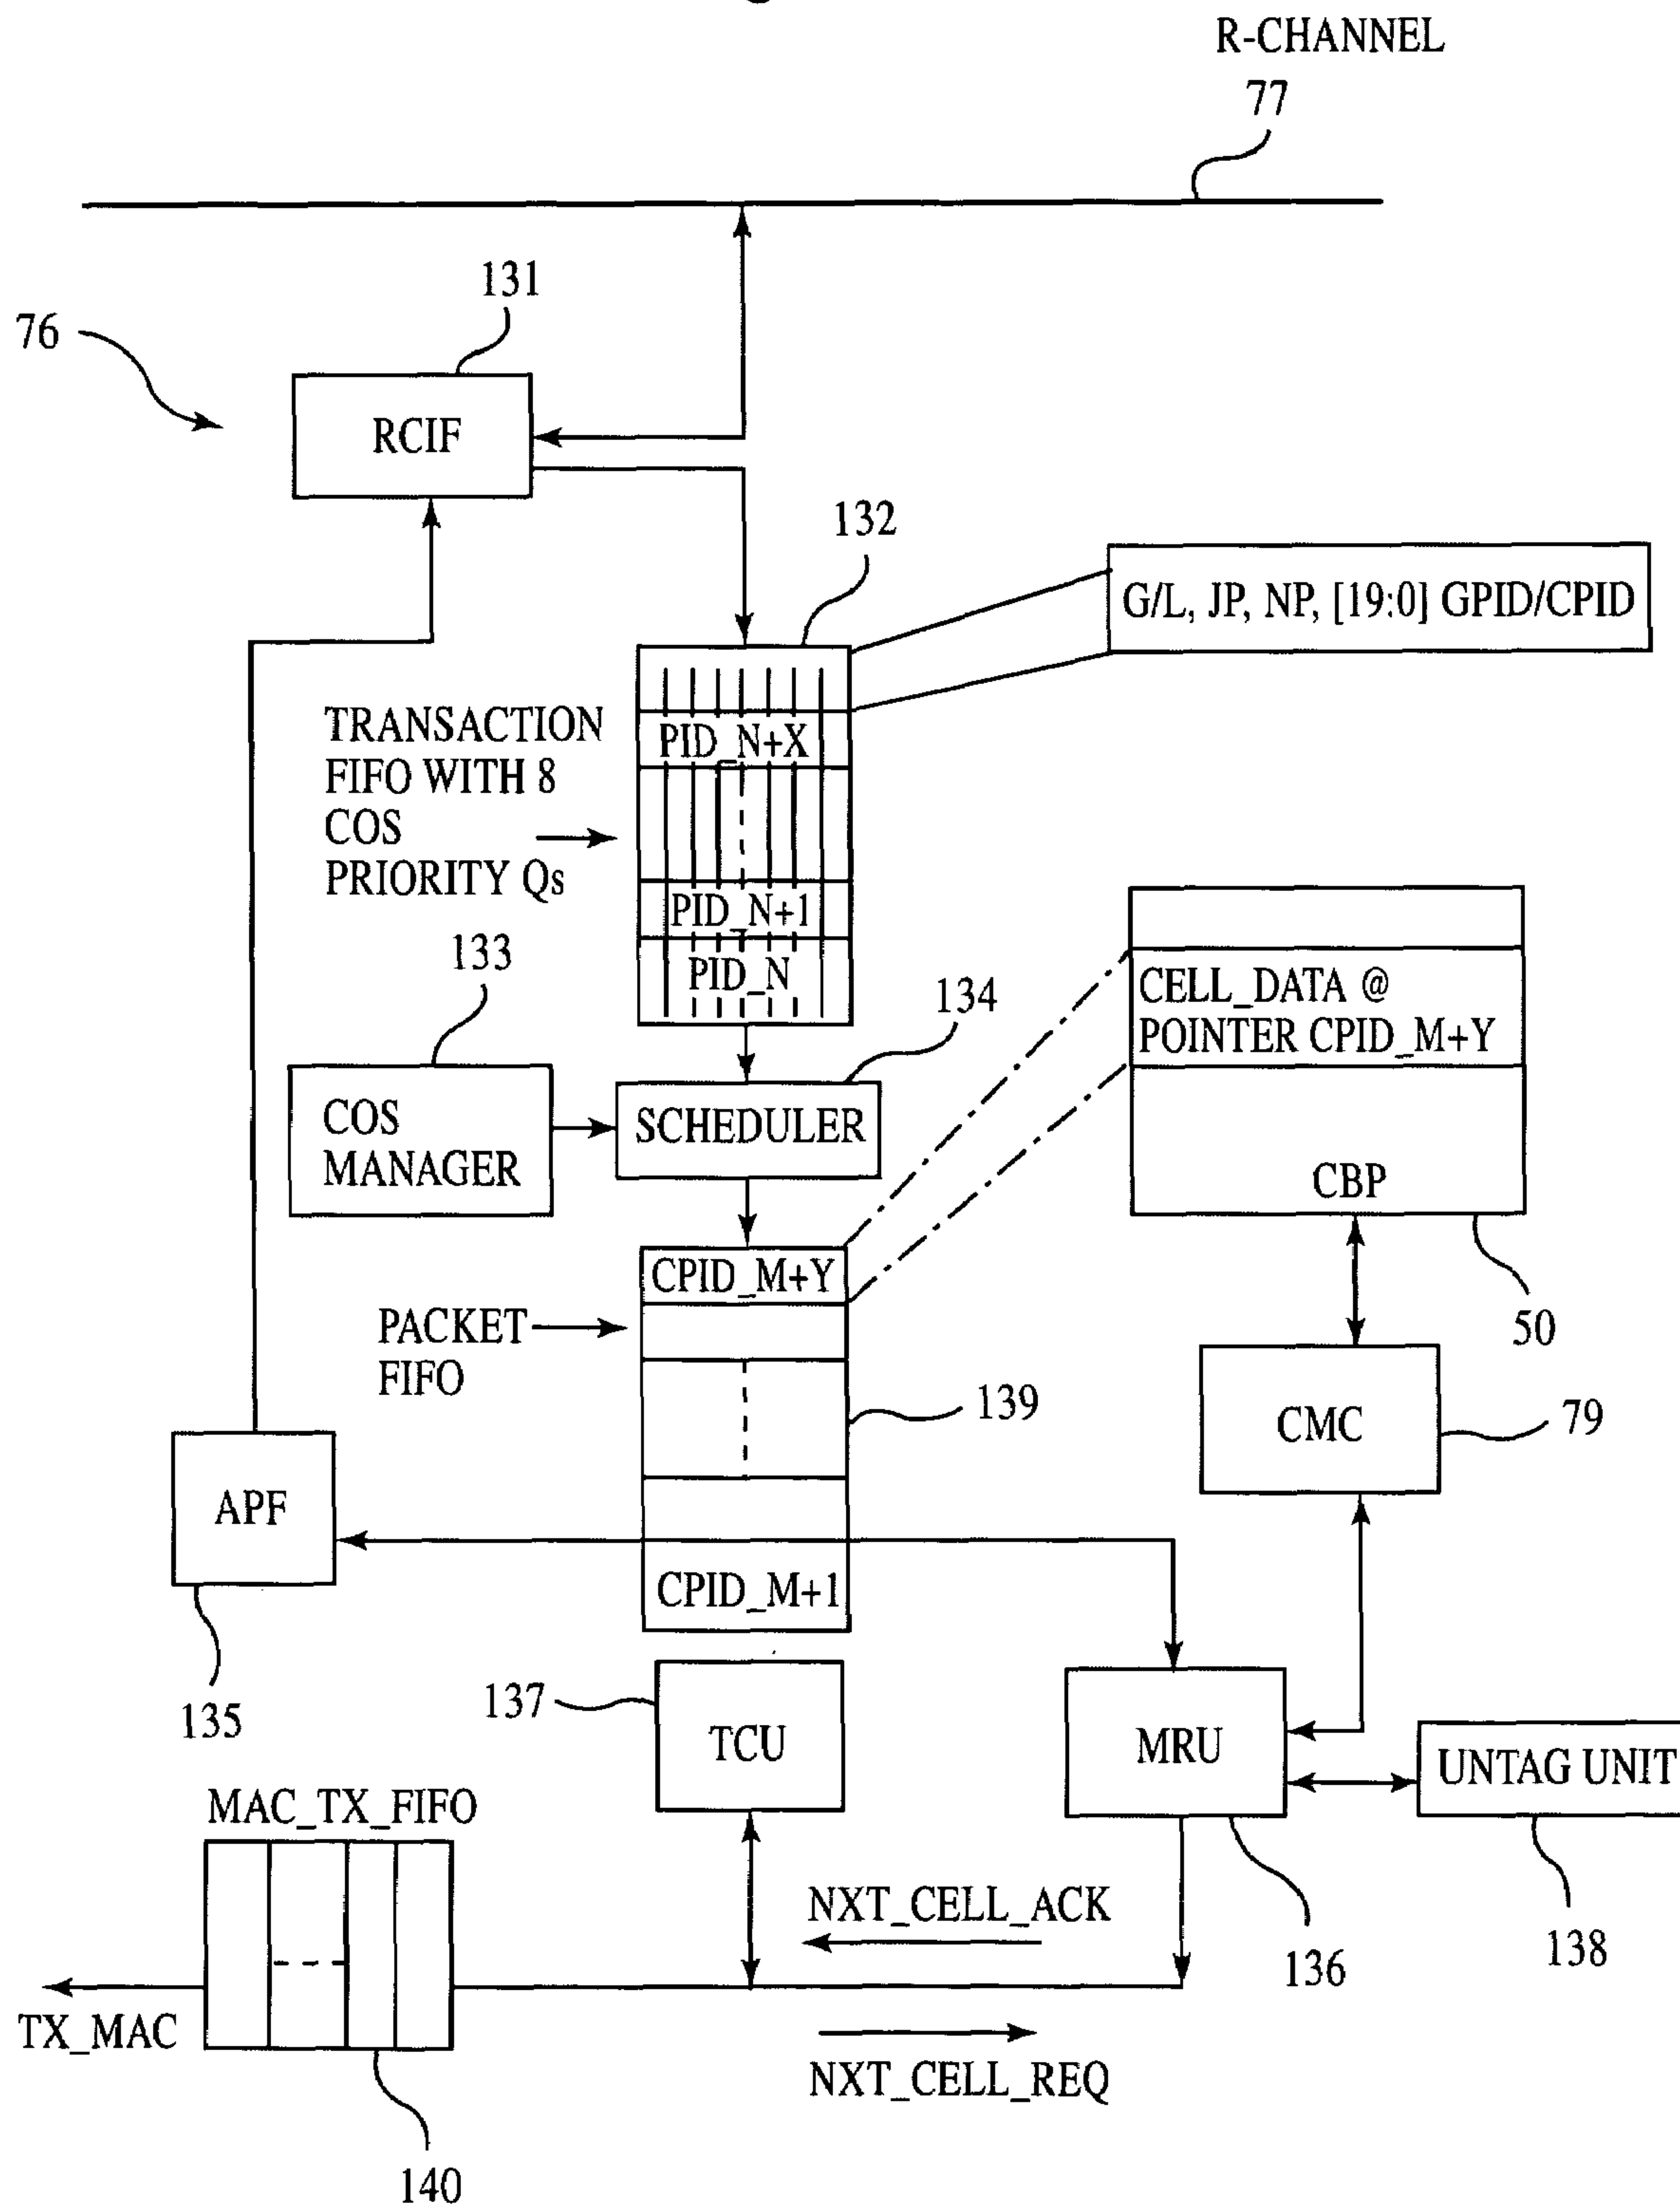 R-CHANNEL
77
131
76
RCIF
132
G/L, JP, NP, [19:0] GPID/CPID
TRANSACTION
FIFO WITH 8
COS
PRIORITY Qs
PID_N+X
PID_N+1
PID_N
133
134
CELL_DATA @
POINTER CPID_M+Y
COS
MANAGER
SCHEDULER
CBP
50
CPID_M+Y
PACKET
FIFO
139
CMC
79
APF
CPID_M+1
135
137
TCU
MRU
UNTAG UNIT
MAC_TX_FIFO
NXT_CELL_ACK
136
138
TX_MAC
NXT_CELL_REQ
140